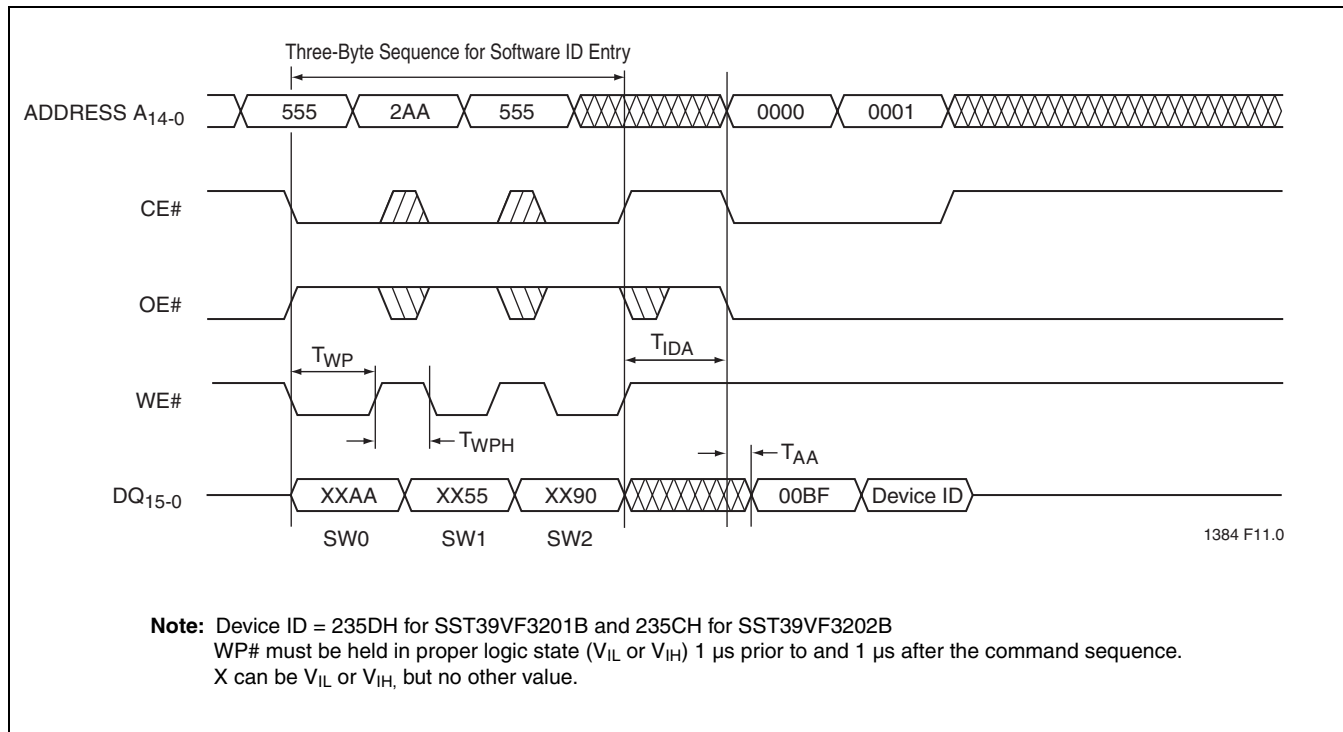 Three-Byte Sequence for Software ID Entry
ADDRESS A14-0
555
2AA
555
0000
0001
CE#
OE#
TWP
TIDA
WE#
TWPH
TAA
DQ15-0
XXAA
XX55
XX90
00BF
Device ID
SW0
SW1
SW2
1384 F11.0
Note: Device ID = 235DH for SST39VF3201B and 235CH for SST39VF3202B
WP# must be held in proper logic state (VIL or VIH) 1 µs prior to and 1 µs after the command sequence.
X can be VIL or VIH, but no other value.